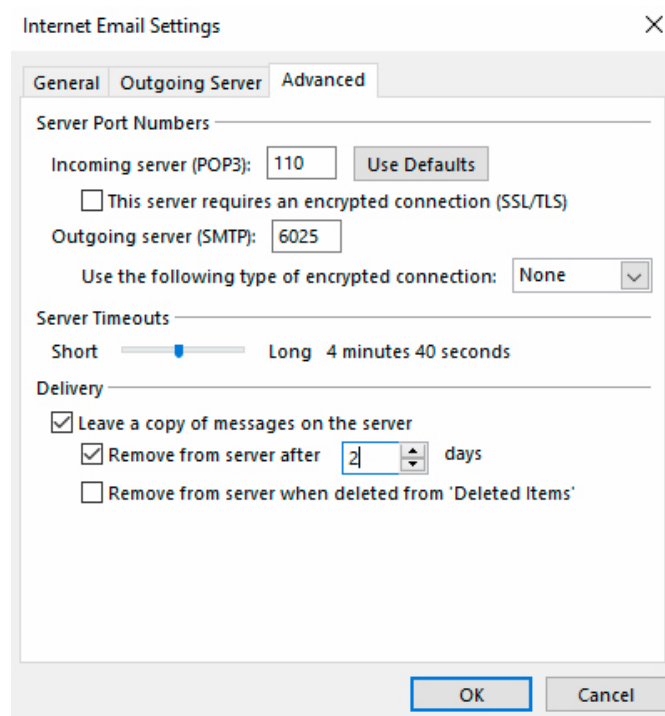 Internet Email Settings
General Outgoing Server Advanced
Server Port Numbers
Incoming server (POP3): 110 Use Defaults
This server requires an encrypted connection (SSL/TLS)
Outgoing server (SMTP): 6025
Use the following type of encrypted connection: None
Server Timeouts
Short Long 4 minutes 40 seconds
Delivery
Leave a copy of messages on the server
Remove from server after 2 days
Remove from server when deleted from 'Deleted Items'
OK Cancel